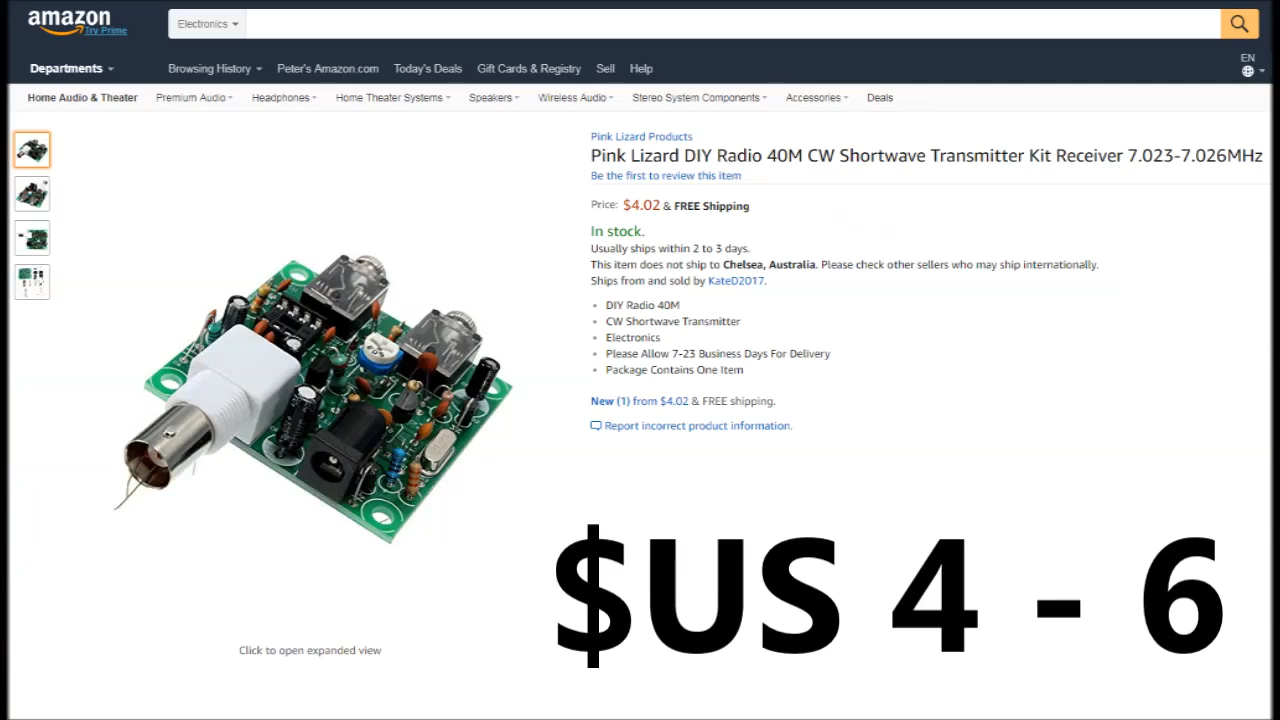 amazon
Try Prime
Electronics
EN
Departments
Browsing History
Peter's Amazon.com
Today's Deals
Gift Cards & Registry
Sell
Help
Home Audio & Theater
Premium Audio
Headphones
Home Theater Systems
Speakers
Wireless Audio
Stereo System Components
Accessories
Deals
Pink Lizard Products
Pink Lizard DIY Radio 40M CW Shortwave Transmitter Kit Receiver 7.023-7.026MHz
Be the first to review this item
Price: $4.02 & FREE Shipping
In stock.
Usually ships within 2 to 3 days.
This item does not ship to Chelsea, Australia. Please check other sellers who may ship internationally.
Ships from and sold by KateD2017.
DIY Radio 40M
CW Shortwave Transmitter
Electronics
Please Allow 7-23 Business Days For Delivery
Package Contains One Item
New (1) from $4.02 & FREE shipping.
Report incorrect product information.
$US 4 - 6
Click to open expanded view